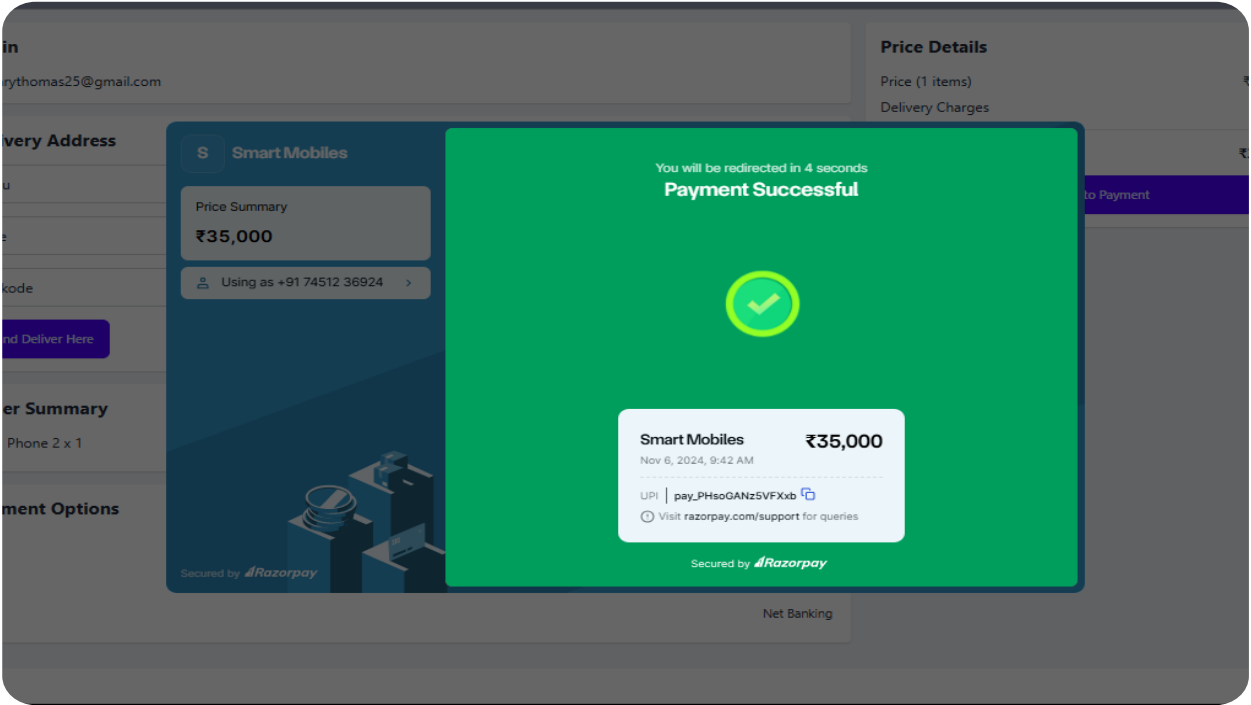 in
rythomas25@gmail.com
ivery Address
u
e
kode
nd Deliver Here
er Summary
Phone 2 x 1
ment Options
Net Banking
Price Details
Price (1 items)
₹
Delivery Charges
₹
to Payment
S
Smart Mobiles
Price Summary
₹35,000
Using as +91 74512 36924
Secured by Razorpay
You will be redirected in 4 seconds
Payment Successful
Smart Mobiles ₹35,000
Nov 6, 2024, 9:42 AM
UPI | pay_PHsoGANz5VFXxb
Visit razorpay.com/support for queries
Secured by Razorpay